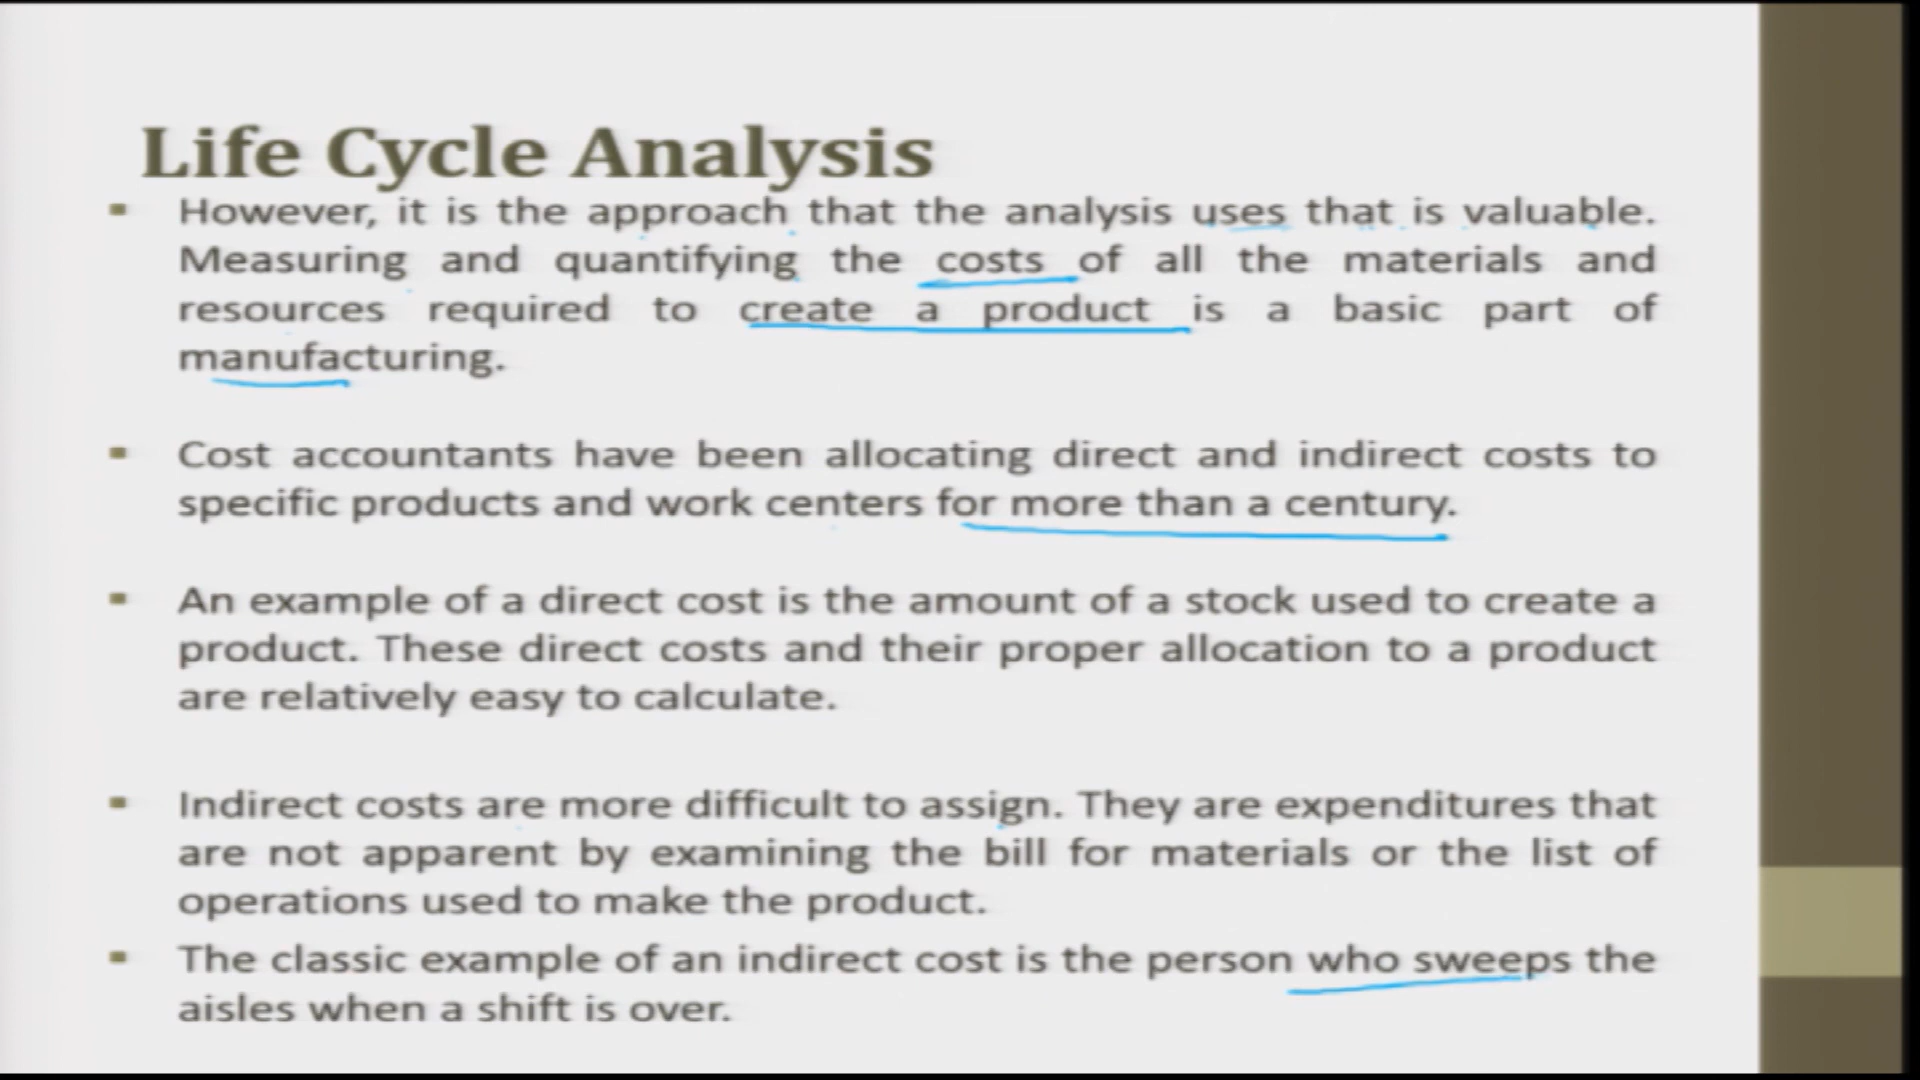 Life Cycle Analysis
However, it is the approach that the analysis uses that is valuable.
Measuring and quantifying the costs of all the materials and
resources required to create a product is a basic part of
manufacturing.
Cost accountants have been allocating direct and indirect costs to
specific products and work centers for more than a century.
An example of a direct cost is the amount of a stock used to create a
product. These direct costs and their proper allocation to a product
are relatively easy to calculate.
Indirect costs are more difficult to assign. They are expenditures that
are not apparent by examining the bill for materials or the list of
operations used to make the product.
The classic example of an indirect cost is the person who sweeps the
aisles when a shift is over.